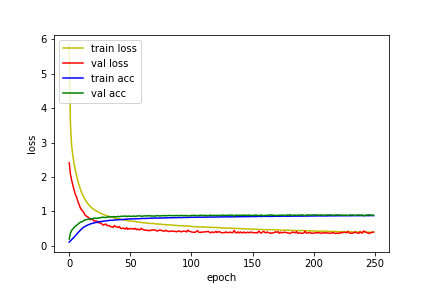 train loss
val loss
train acc
val acc
6
5
4
3
2
1
0
loss
0 50 100 150 200 250
epoch